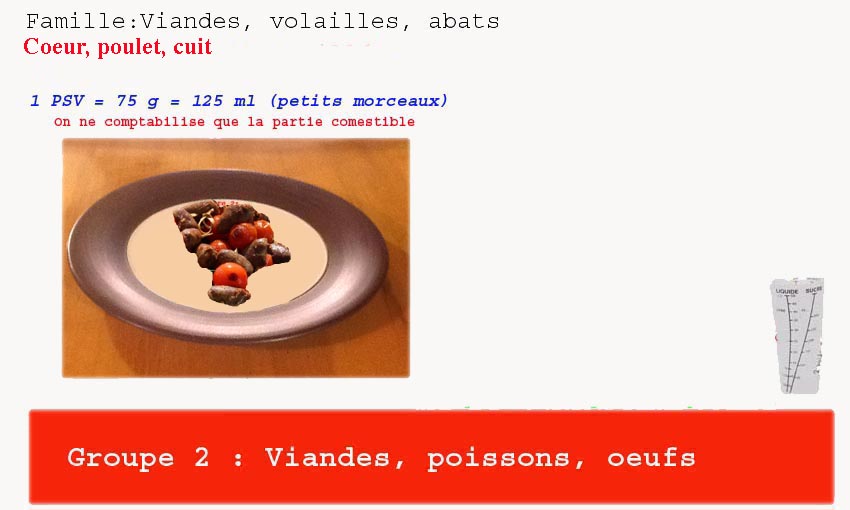 Famille:Viandes, volailles, abats
Coeur, poulet, cuit
1 PSV = 75 g = 125 ml (petits morceaux)
On ne comptabilise que la partie comestible
LIQUIDE SUCRE
Groupe 2 : Viandes, poissons, oeufs